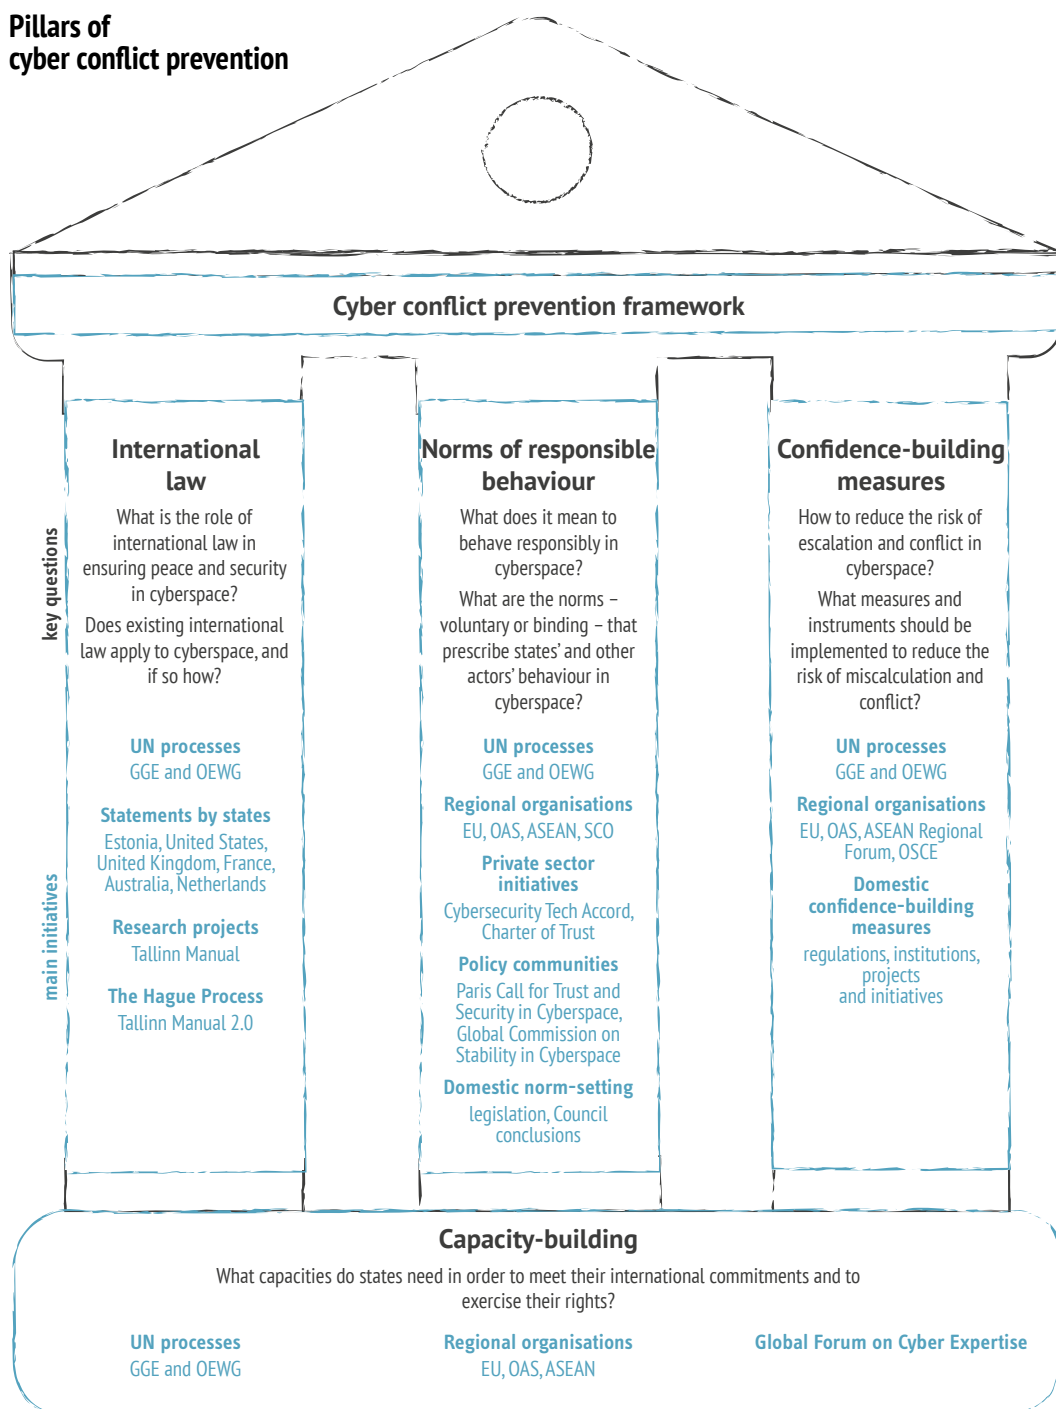 Pillars of
cyber conflict prevention
Cyber conflict prevention framework
key questions
main initiatives
International
law
What is the role of
international law in
ensuring peace and security
in cyberspace?
Does existing international
law apply to cyberspace, and
if so how?
UN processes
GGE and OEWG
Statements by states
Estonia, United States,
United Kingdom, France,
Australia, Netherlands
Research projects
Tallinn Manual
The Hague Process
Tallinn Manual 2.0
Norms of responsible
behaviour
What does it mean to
behave responsibly in
cyberspace?
What are the norms –
voluntary or binding – that
prescribe states’ and other
actors’ behaviour in
cyberspace?
UN processes
GGE and OEWG
Regional organisations
EU, OAS, ASEAN, SCO
Private sector
initiatives
Cybersecurity Tech Accord,
Charter of Trust
Policy communities
Paris Call for Trust and
Security in Cyberspace,
Global Commission on
Stability in Cyberspace
Domestic norm-setting
legislation, Council
conclusions
Confidence-building
measures
How to reduce the risk of
escalation and conflict in
cyberspace?
What measures and
instruments should be
implemented to reduce the
risk of miscalculation and
conflict?
UN processes
GGE and OEWG
Regional organisations
EU, OAS, ASEAN Regional
Forum, OSCE
Domestic
confidence-building
measures
regulations, institutions,
projects
and initiatives
Capacity-building
What capacities do states need in order to meet their international commitments and to
exercise their rights?
UN processes
GGE and OEWG
Regional organisations
EU, OAS, ASEAN
Global Forum on Cyber Expertise